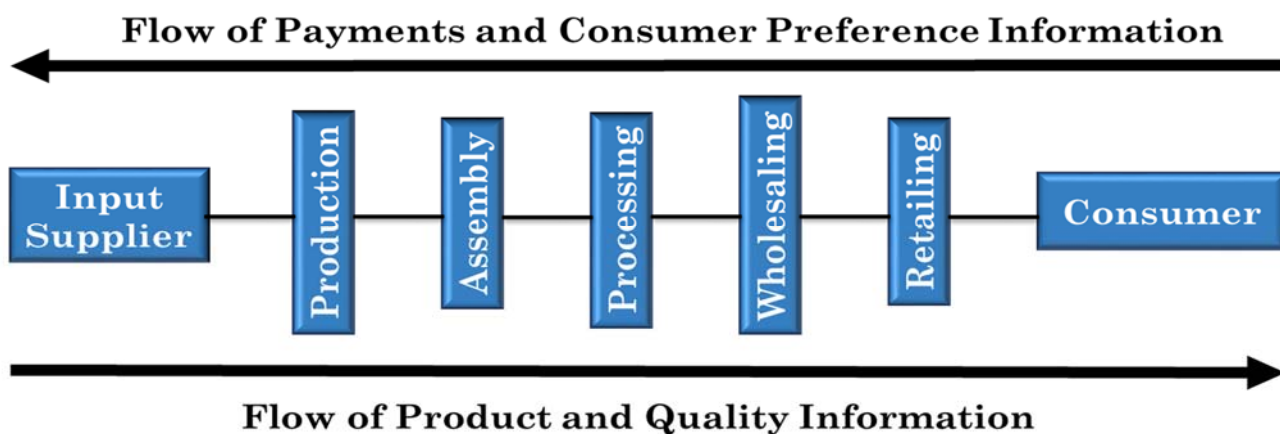 Flow of Payments and Consumer Preference Information
Input
Supplier
Production
Assembly
Processing
Wholesaling
Retailing
Consumer
Flow of Product and Quality Information